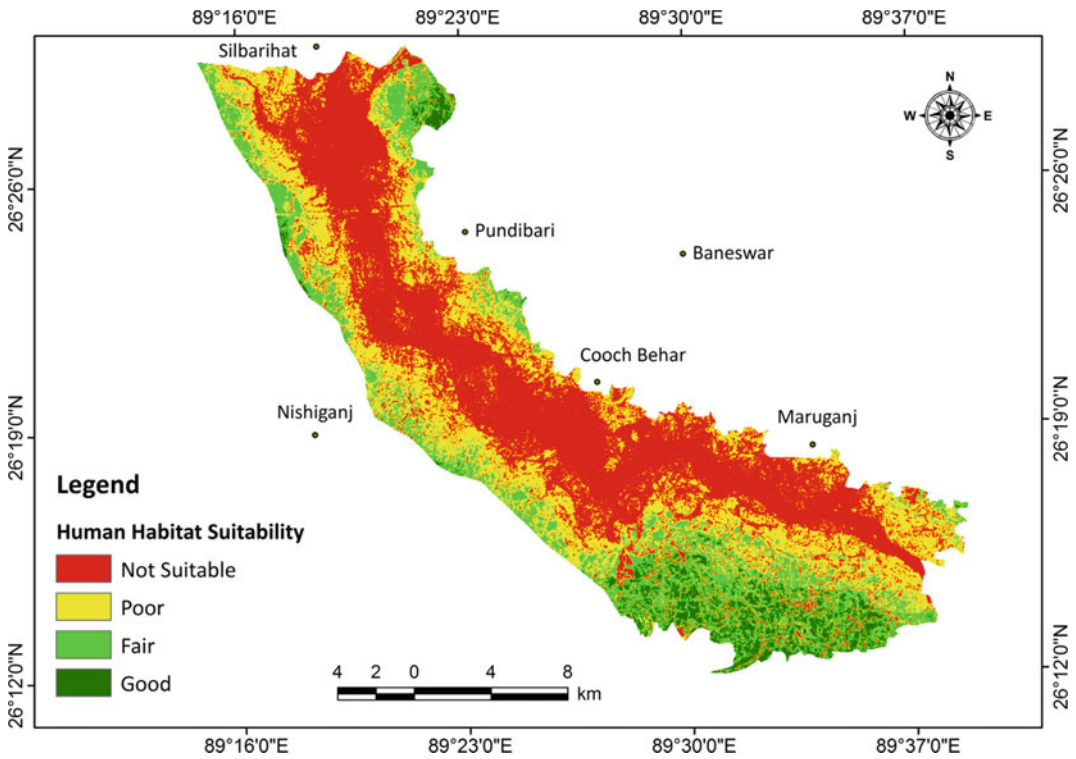 89°16'0"E 89°23'0"E 89°30'0"E 89°37'0"E
Silbarihat
N
W E
S
26°26'0"N 26°26'0"N
Pundibari
Baneswar
Cooch Behar
Nishiganj
Maruganj
26°19'0"N 26°19'0"N
Legend
Human Habitat Suitability
Not Suitable
Poor
Fair
Good
4 2 0 4 8
km
26°12'0"N 26°12'0"N
89°16'0"E 89°23'0"E 89°30'0"E 89°37'0"E